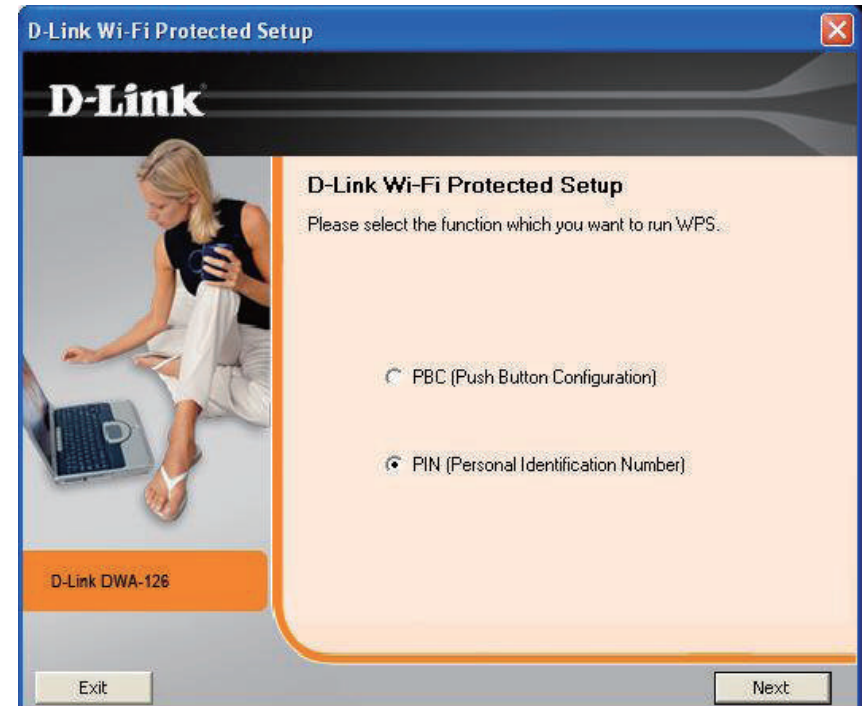 D-Link Wi-Fi Protected Setup
D-Link
D-Link Wi-Fi Protected Setup
Please select the function which you want to run WPS.
PBC (Push Button Configuration)
PIN (Personal Identification Number)
D-Link DWA-126
Exit
Next